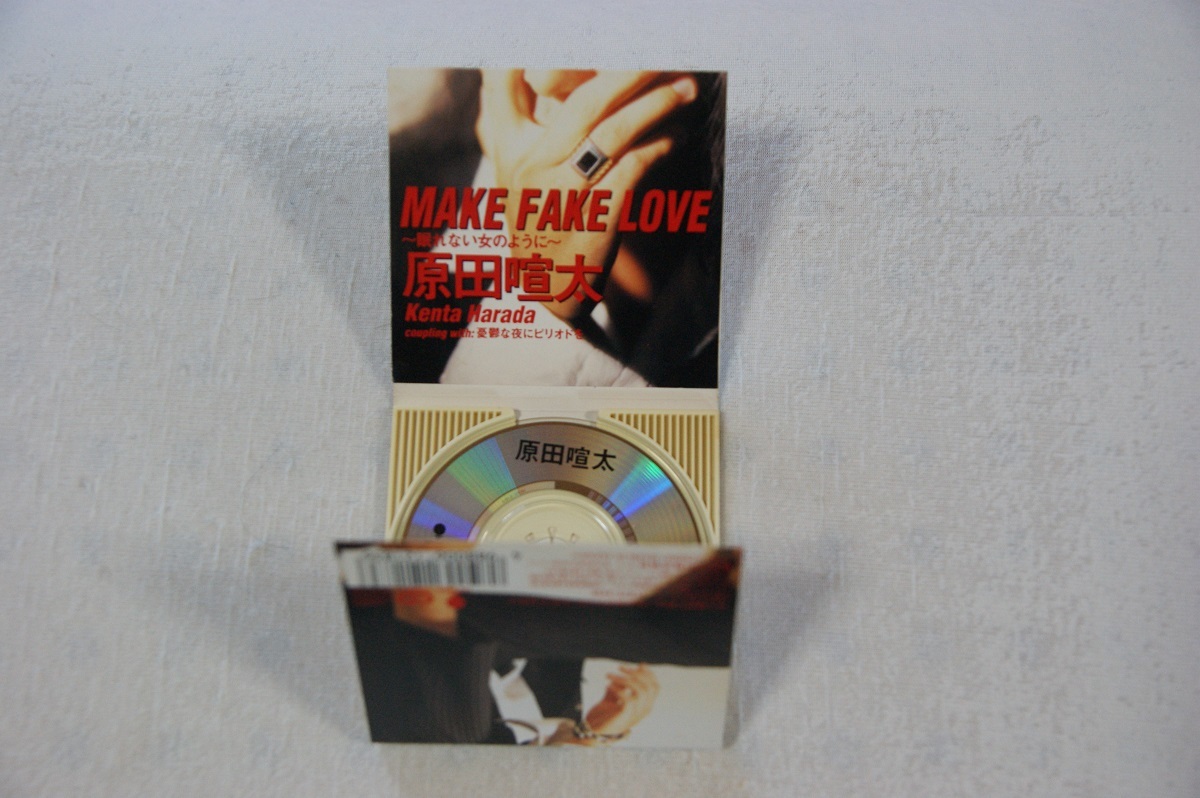 MAKE FAKE LOVE
〜眠れない女のように〜
原田喧太
Kenta Harada
coupling with: 憂鬱な夜にピリオドを
原田喧太